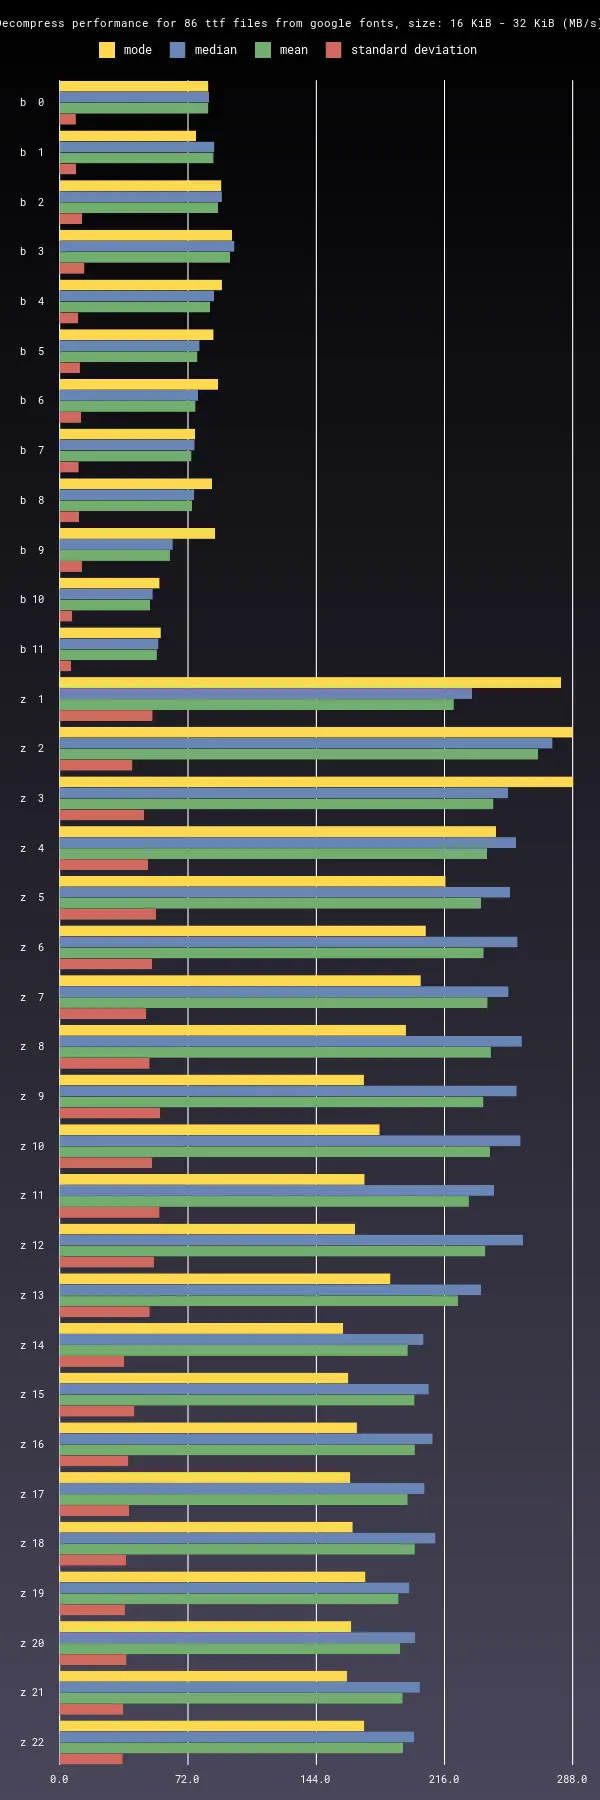 Decompress performance for 86 ttf files from google fonts, size: 16 KiB - 32 KiB (MB/s)
mode median mean standard deviation
b 0
b 1
b 2
b 3
b 4
b 5
b 6
b 7
b 8
b 9
b 10
b 11
z 1
z 2
z 3
z 4
z 5
z 6
z 7
z 8
z 9
z 10
z 11
z 12
z 13
z 14
z 15
z 16
z 17
z 18
z 19
z 20
z 21
z 22
0.0 72.0 144.0 216.0 288.0